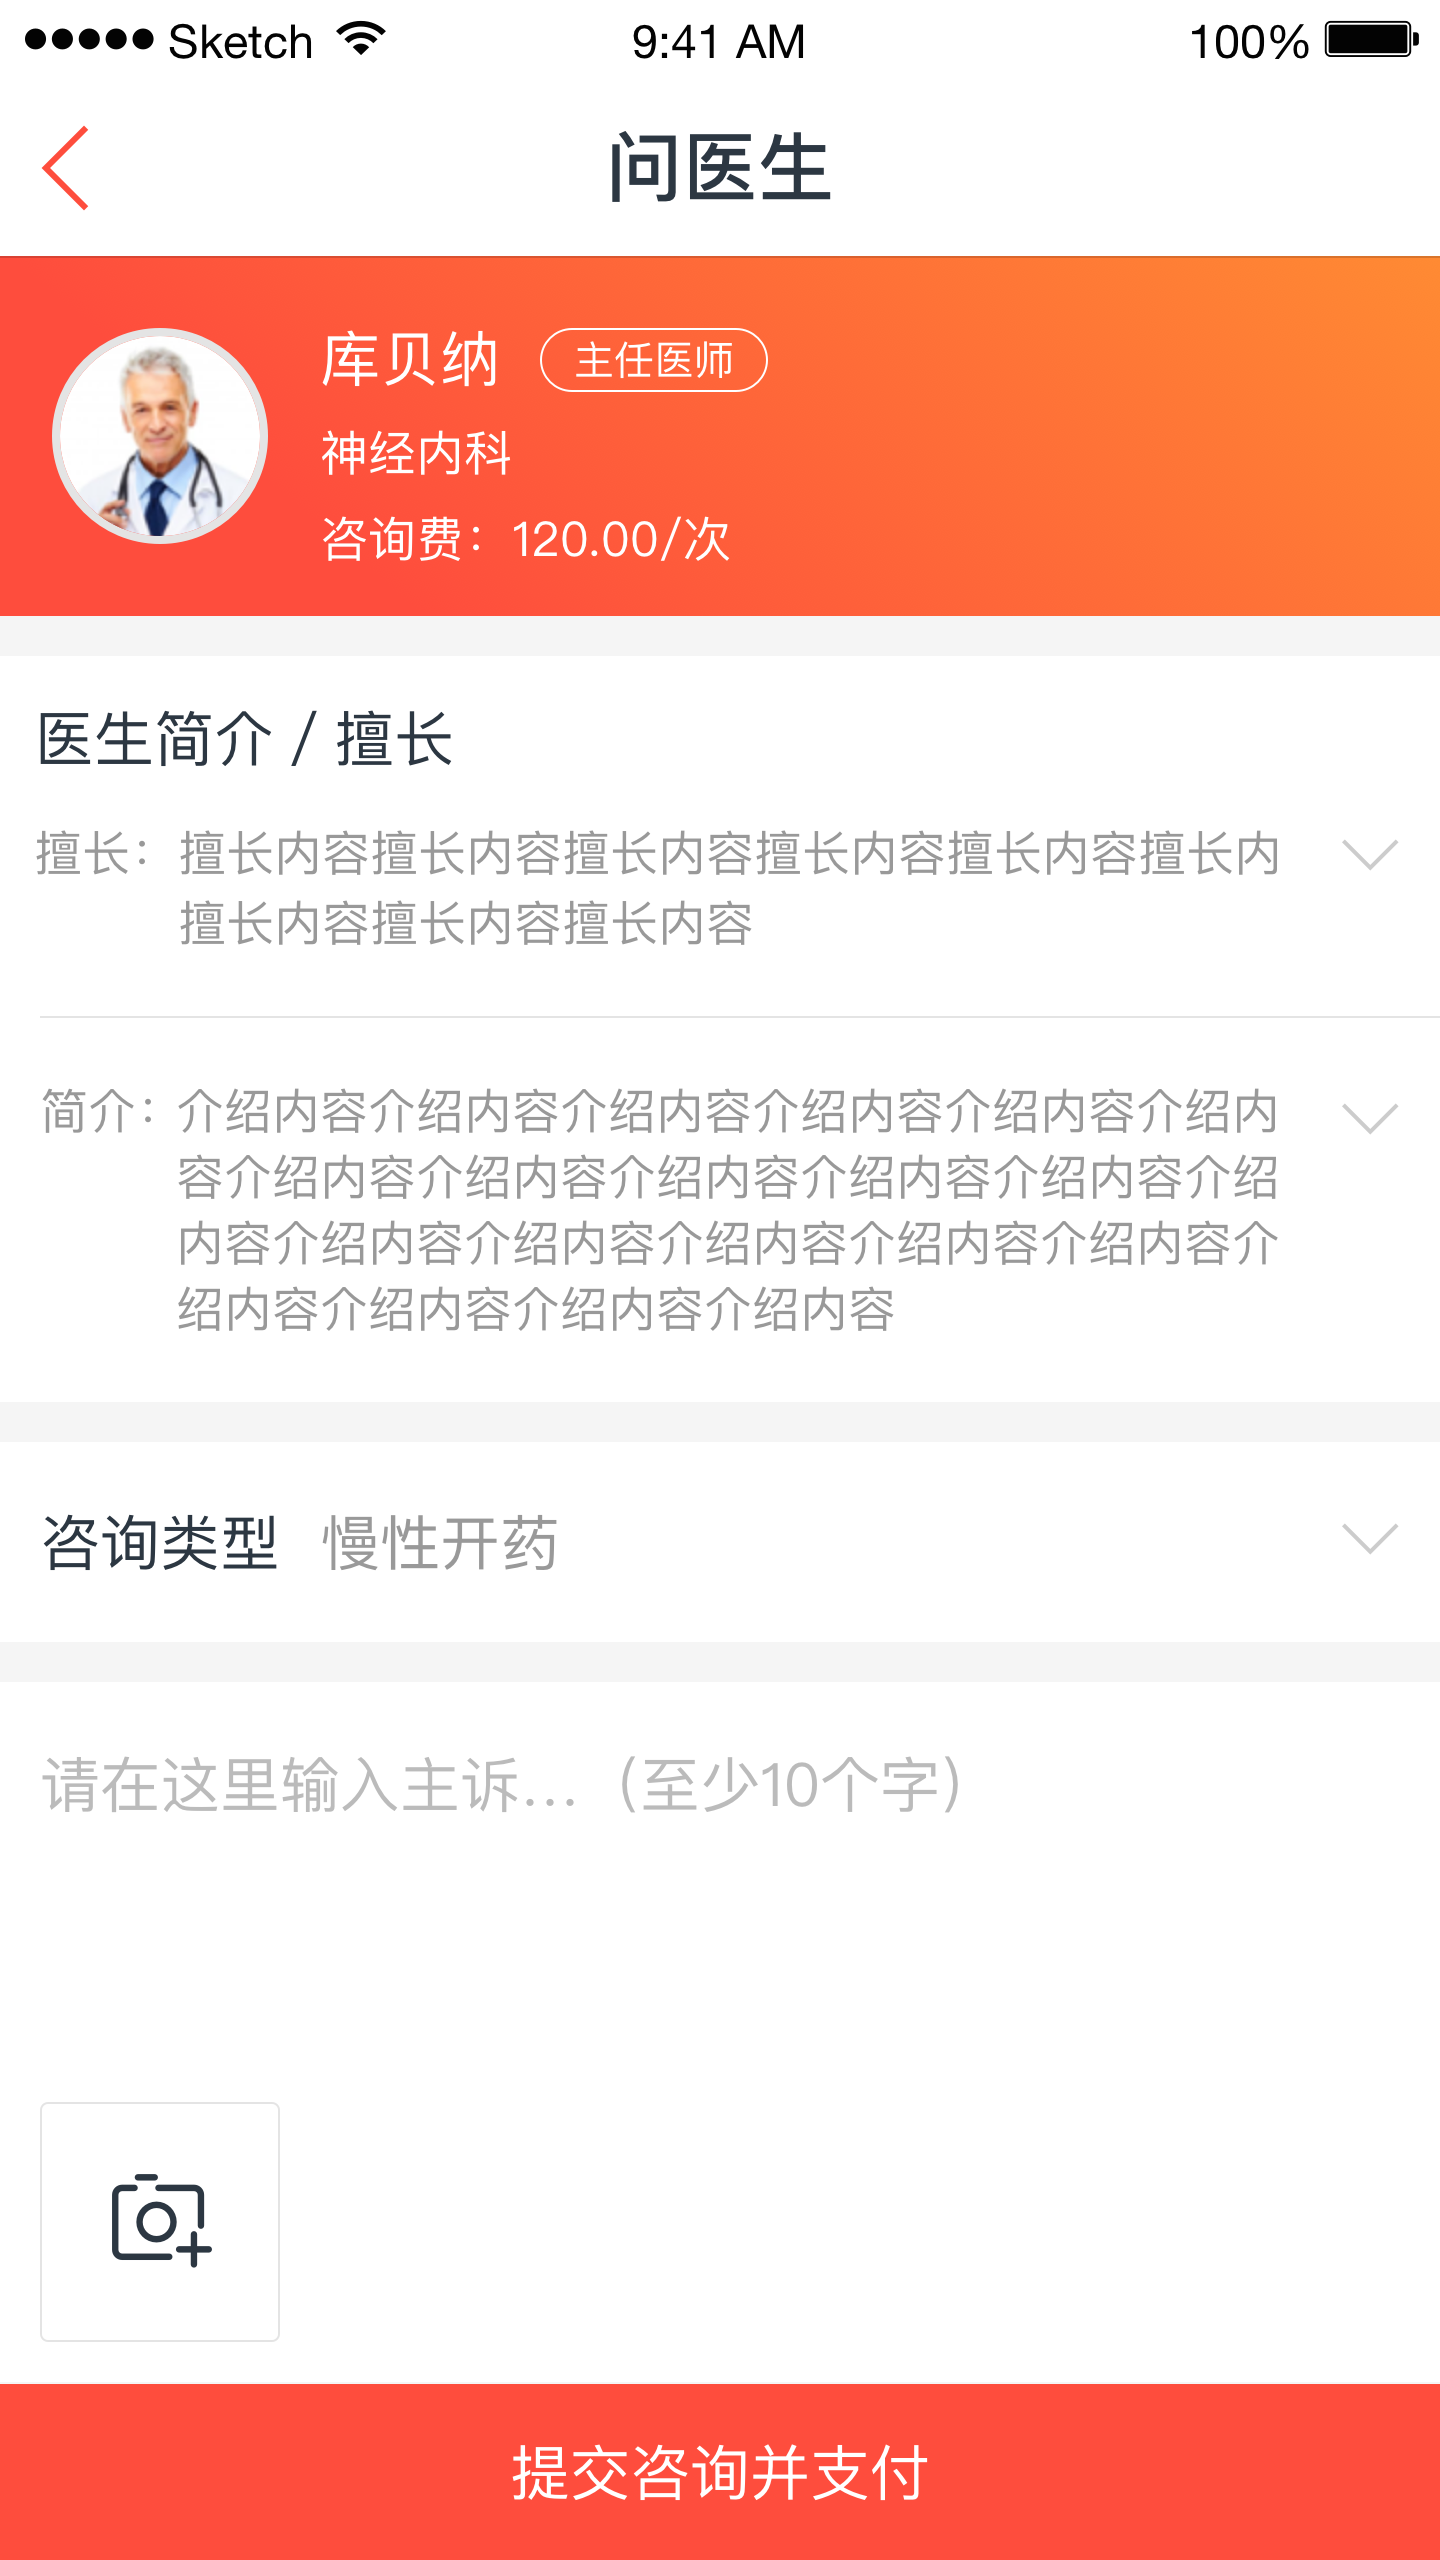 Sketch 9:41 AM 100%
问医生
库贝纳 主任医师
神经内科
咨询费：120.00/次
医生简介 / 擅长
擅长：擅长内容擅长内容擅长内容擅长内容擅长内容擅长内
擅长内容擅长内容擅长内容
简介：介绍内容介绍内容介绍内容介绍内容介绍内容介绍内
容介绍内容介绍内容介绍内容介绍内容介绍内容介绍
内容介绍内容介绍内容介绍内容介绍内容介绍内容介
绍内容介绍内容介绍内容介绍内容
咨询类型 慢性开药
请在这里输入主诉...（至少10个字）
提交咨询并支付